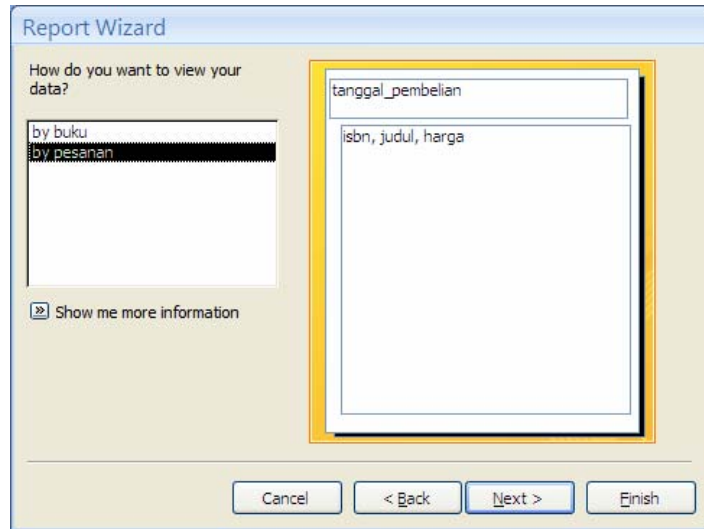 Report Wizard
How do you want to view your
data?
by buku
by pesanan
Show me more information
tanggal_pembelian
isbn, judul, harga
Cancel
< Back
Next >
Finish